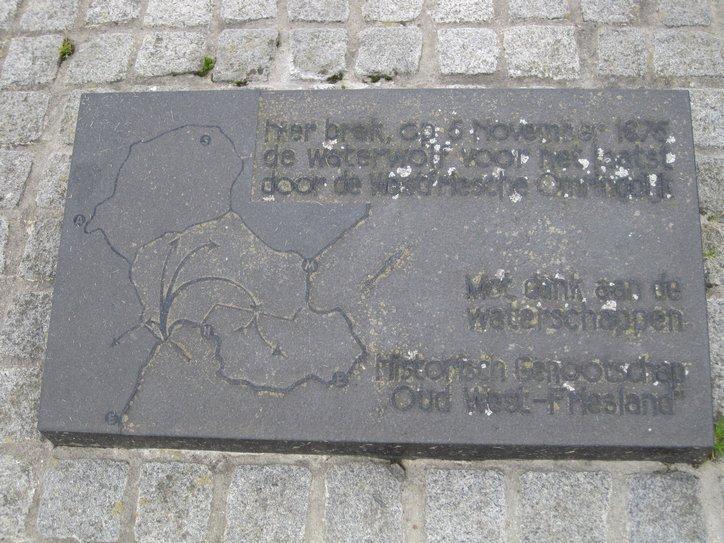 hier brak, op 5 november 1675
de waterwolf voor het laatst
door de Westfriesche Omringdijk
Met dank aan de
waterschappen
Historisch Genootschap
Oud West-Friesland"
S
A
M
H